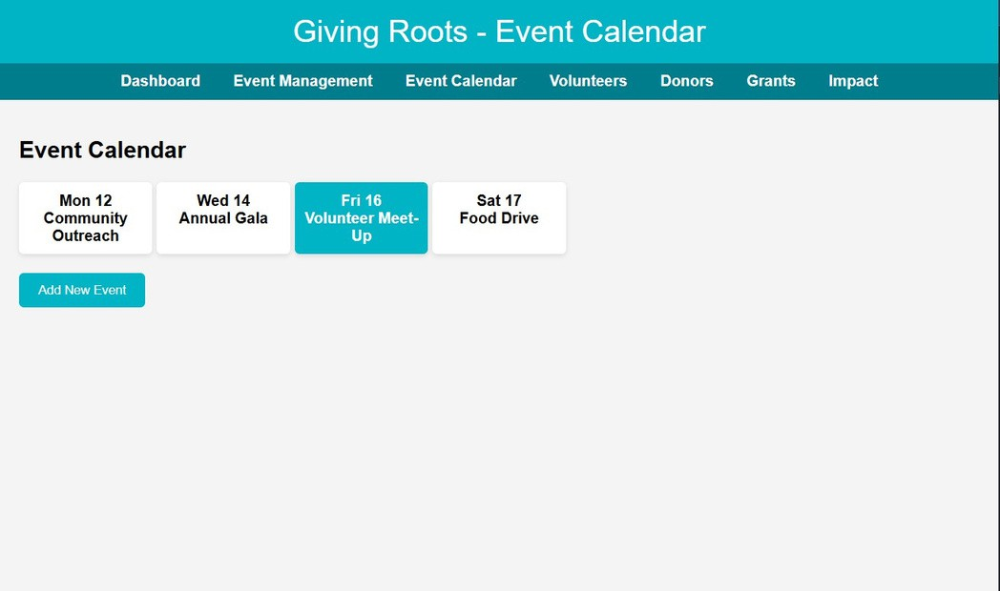 Giving Roots - Event Calendar
Dashboard Event Management Event Calendar Volunteers Donors Grants Impact
Event Calendar
Mon 12
Community
Outreach
Wed 14
Annual Gala
Fri 16
Volunteer Meet-
Up
Sat 17
Food Drive
Add New Event